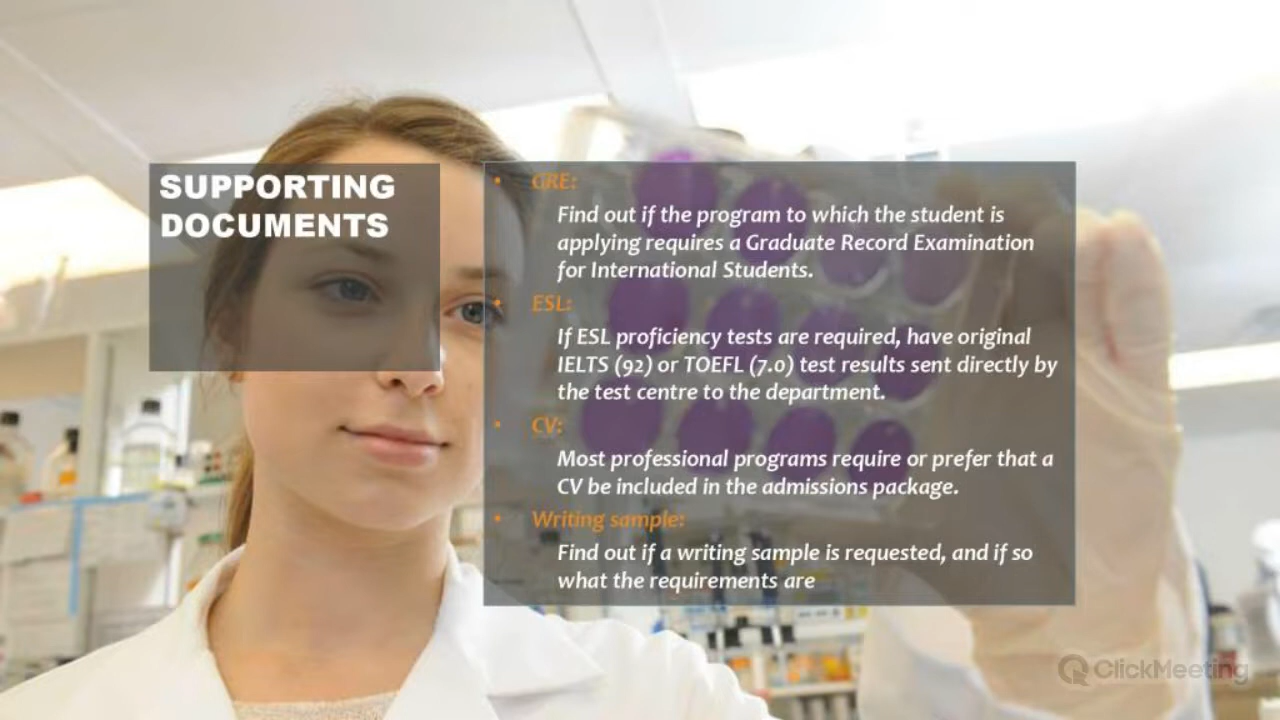 SUPPORTING
DOCUMENTS
• GRE:
Find out if the program to which the student is
applying requires a Graduate Record Examination
for International Students.
• ESL:
If ESL proficiency tests are required, have original
IELTS (92) or TOEFL (7.0) test results sent directly by
the test centre to the department.
• CV:
Most professional programs require or prefer that a
CV be included in the admissions package.
• Writing sample:
Find out if a writing sample is requested, and if so
what the requirements are
ClickMeeting